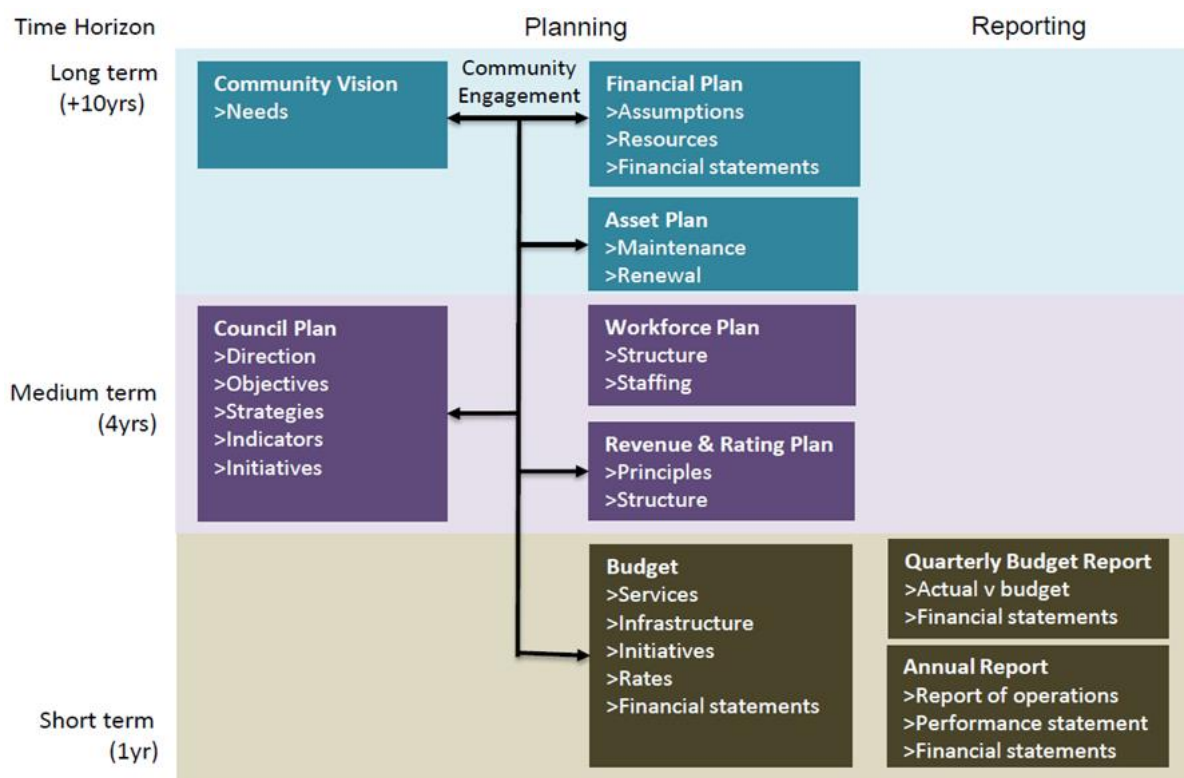 Time Horizon
Planning
Reporting
Long term
(+10yrs)
Community Vision
>Needs
Community
Engagement
Financial Plan
>Assumptions
>Resources
>Financial statements
Asset Plan
>Maintenance
>Renewal
Medium term
(4yrs)
Council Plan
>Direction
>Objectives
>Strategies
>Indicators
>Initiatives
Workforce Plan
>Structure
>Staffing
Revenue & Rating Plan
>Principles
>Structure
Short term
(1yr)
Budget
>Services
>Infrastructure
>Initiatives
>Rates
>Financial statements
Quarterly Budget Report
>Actual v budget
>Financial statements
Annual Report
>Report of operations
>Performance statement
>Financial statements